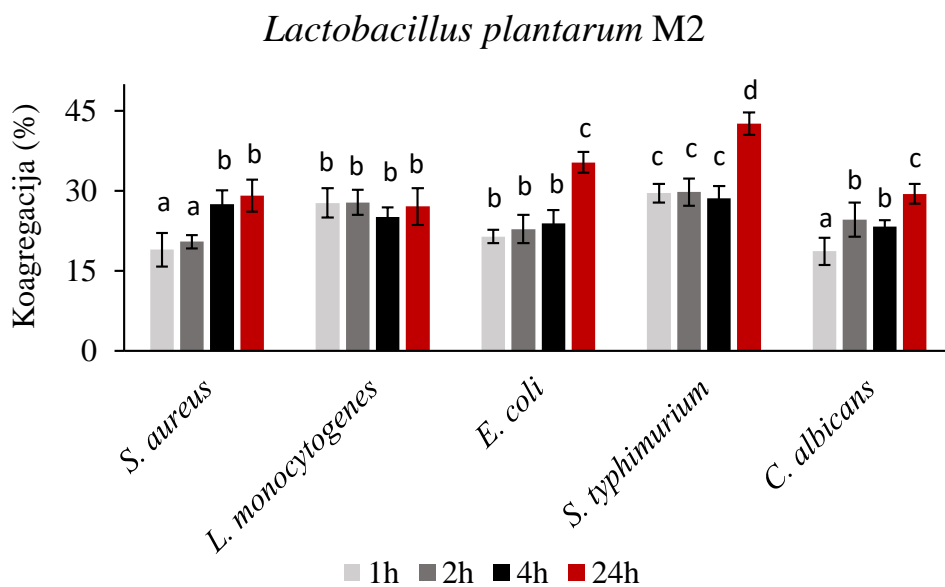 Lactobacillus plantarum M2
Koagregacija (%)
45
30
15
0
a a b b
b b b b
b b b c
c c c d
a b b c
S. aureus
L. monocytogenes
E. coli
S. typhimurium
C. albicans
1h 2h 4h 24h